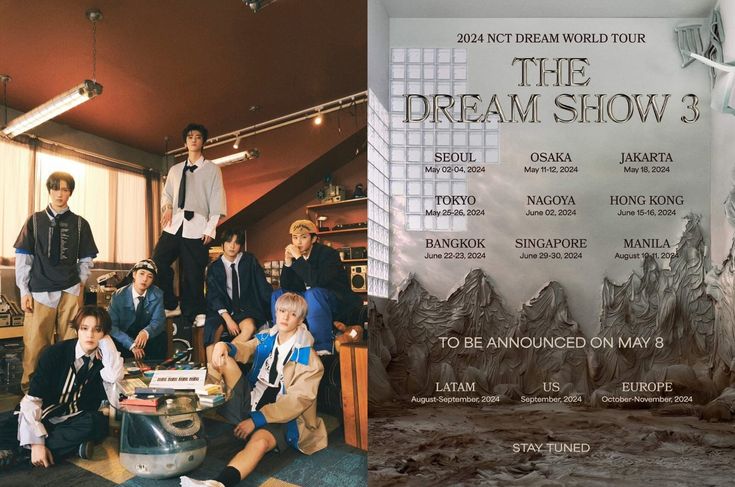 2024 NCT DREAM WORLD TOUR
THE
DREAM SHOW 3
SEOUL OSAKA JAKARTA
May 02-04, 2024 May 11-12, 2024 May 18, 2024
TOKYO NAGOYA HONG KONG
May 25-26, 2024 June 02, 2024 June 15-16, 2024
BANGKOK SINGAPORE MANILA
June 22-23, 2024 June 29-30, 2024 August 10-11, 2024
TO BE ANNOUNCED ON MAY 8
LATAM US EUROPE
August-September, 2024 September, 2024 October-November, 2024
STAY TUNED